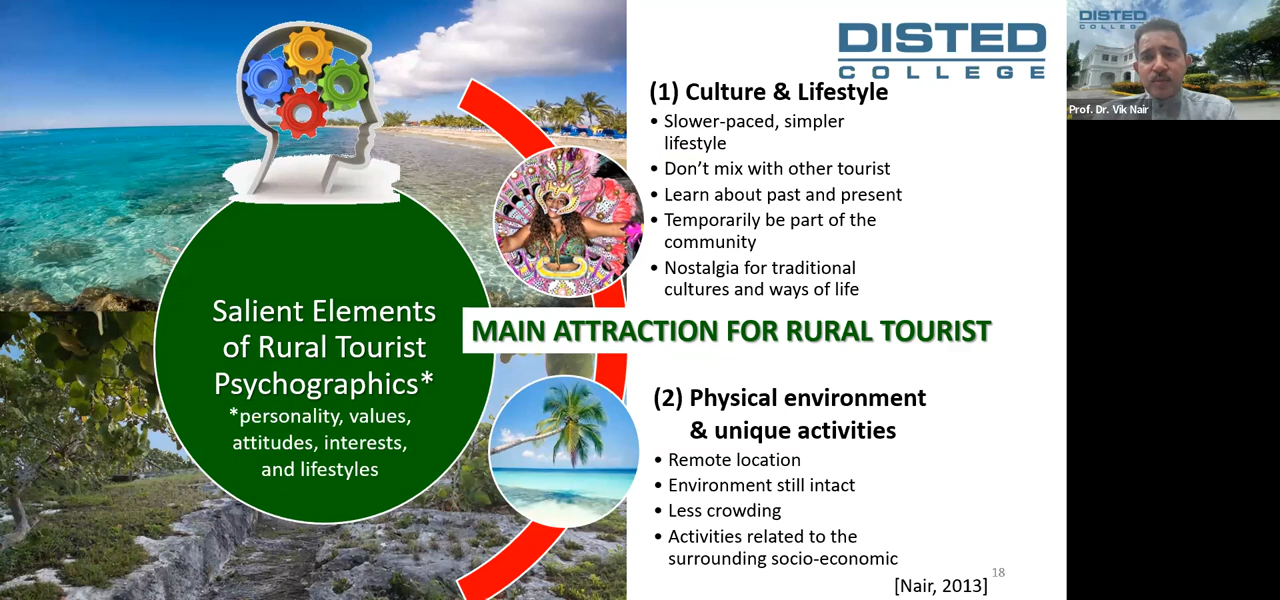 DISTED
COLLEGE
(1) Culture & Lifestyle
• Slower-paced, simpler
lifestyle
• Don’t mix with other tourist
• Learn about past and present
• Temporarily be part of the
community
• Nostalgia for traditional
cultures and ways of life
Salient Elements
of Rural Tourist
Psychographics*
*personality, values,
attitudes, interests,
and lifestyles
MAIN ATTRACTION FOR RURAL TOURIST
(2) Physical environment
& unique activities
• Remote location
• Environment still intact
• Less crowding
• Activities related to the
surrounding socio-economic
18
[Nair, 2013]
DISTED
COLLEGE
Prof. Dr. Vik Nair